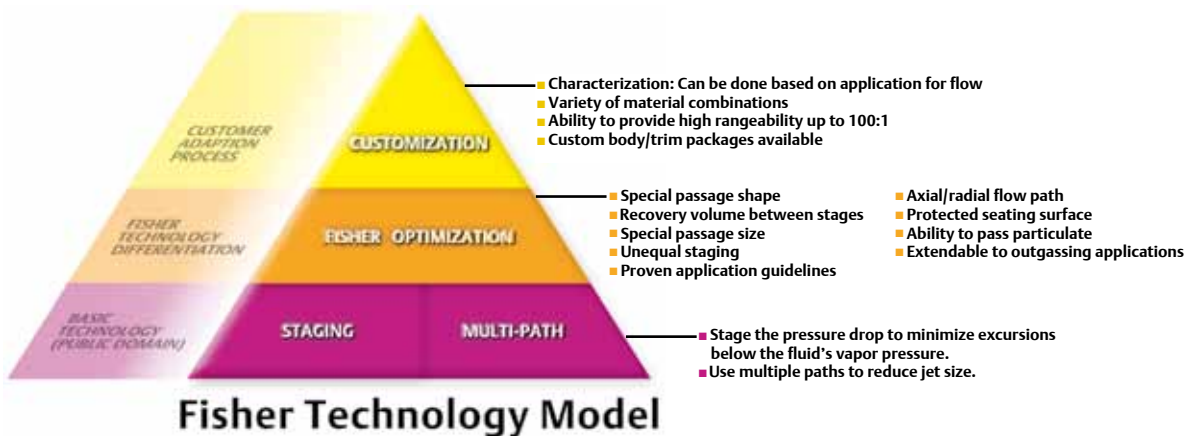 Characterization: Can be done based on application for flow
Variety of material combinations
Ability to provide high rangeability up to 100:1
Custom body/trim packages available
CUSTOMER
ADAPTION
PROCESS
CUSTOMIZATION
Special passage shape
Recovery volume between stages
Special passage size
Unequal staging
Proven application guidelines
Axial/radial flow path
Protected seating surface
Ability to pass particulate
Extendable to outgassing applications
FISHER
TECHNOLOGY
DIFFERENTIATION
FISHER OPTIMIZATION
BASIC
TECHNOLOGY
(PUBLIC DOMAIN)
STAGING
MULTI-PATH
Stage the pressure drop to minimize excursions
below the fluid's vapor pressure.
Use multiple paths to reduce jet size.
Fisher Technology Model